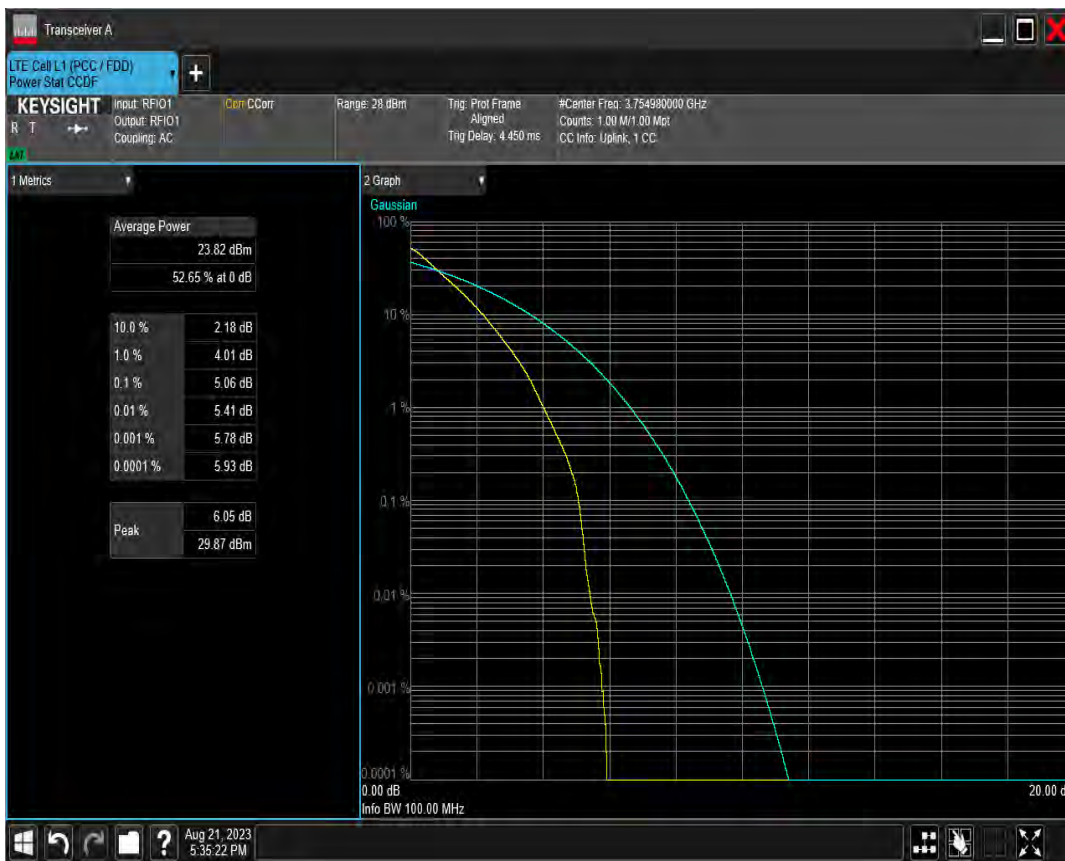 Transceiver A
LTE Cell L1 (PCC / FDD)
Power Stat CCDF
+
KEYSIGHT
R T
LXI
Input: RFIO1
Output: RFIO1
Coupling: AC
Corr CCorr
Range: 28 dBm
Trig: Prot Frame
Aligned
Trig Delay: 4.450 ms
#Center Freq: 3.754980000 GHz
Counts: 1.00 M/1.00 Mpt
CC Info: Uplink, 1 CC
1 Metrics
Average Power
23.82 dBm
52.65 % at 0 dB
10.0 % 2.18 dB
1.0 % 4.01 dB
0.1 % 5.06 dB
0.01 % 5.41 dB
0.001 % 5.78 dB
0.0001 % 5.93 dB
Peak 6.05 dB
29.87 dBm
2 Graph
Gaussian
100 %
10 %
1 %
0.1 %
0.01 %
0.001 %
0.0001 %
0.00 dB 20.00 d
Info BW 100.00 MHz
?
Aug 21, 2023
5:35:22 PM